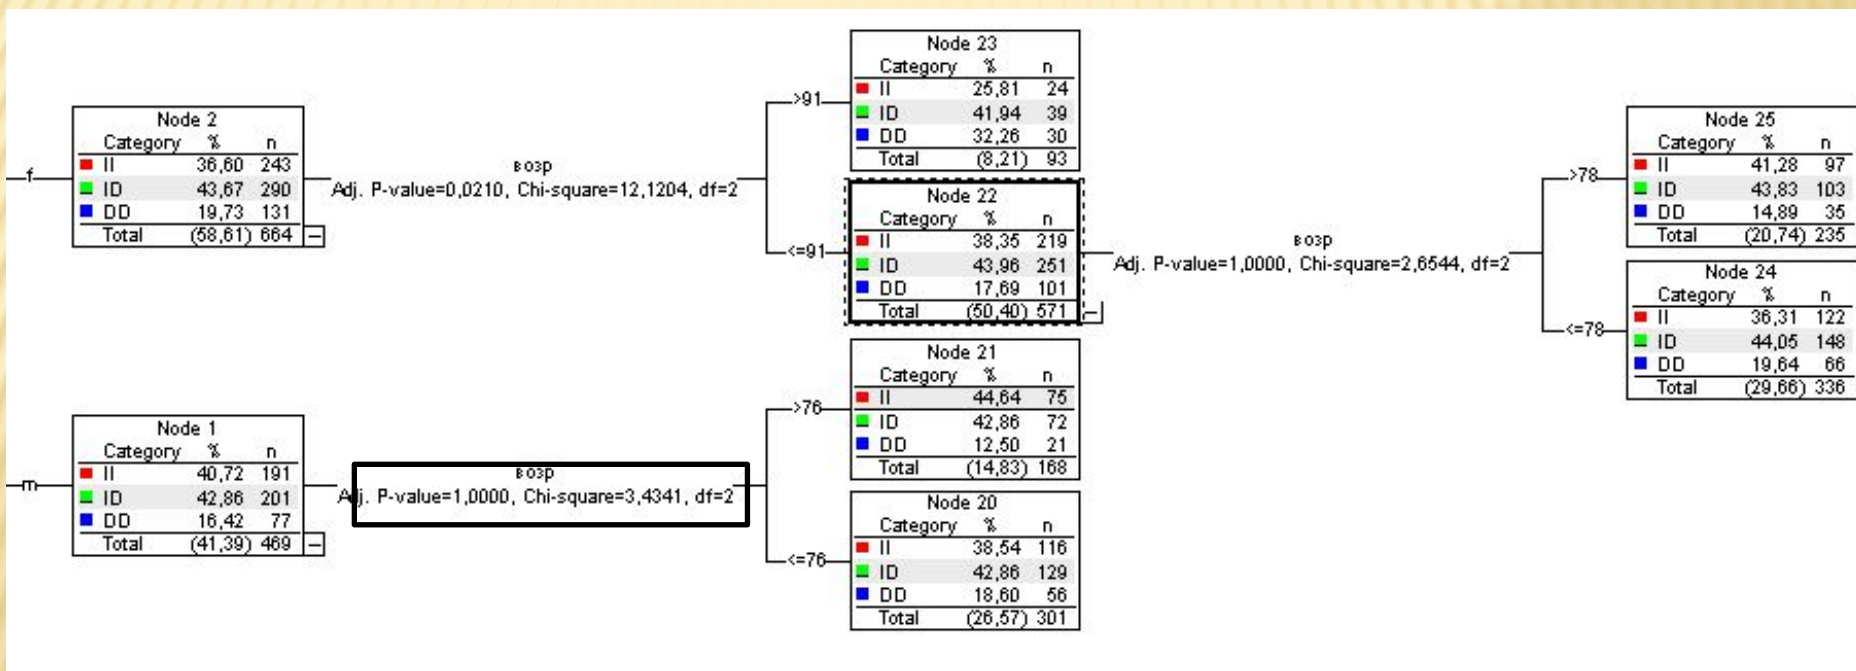 f
Node 2
Category % n
II 36,60 243
ID 43,67 290
DD 19,73 131
Total (58,61) 664
возр
Adj. P-value=0,0210, Chi-square=12,1204, df=2
>91
Node 23
Category % n
II 25,81 24
ID 41,94 39
DD 32,26 30
Total (8,21) 93
<=91
Node 22
Category % n
II 38,35 219
ID 43,96 251
DD 17,69 101
Total (50,40) 571
возр
Adj. P-value=1,0000, Chi-square=2,6544, df=2
>78
Node 25
Category % n
II 41,28 97
ID 43,83 103
DD 14,89 35
Total (20,74) 235
<=78
Node 24
Category % n
II 36,31 122
ID 44,05 148
DD 19,64 66
Total (29,66) 336
m
Node 1
Category % n
II 40,72 191
ID 42,86 201
DD 16,42 77
Total (41,39) 469
возр
Adj. P-value=1,0000, Chi-square=3,4341, df=2
>76
Node 21
Category % n
II 44,64 75
ID 42,86 72
DD 12,50 21
Total (14,83) 168
<=76
Node 20
Category % n
II 38,54 116
ID 42,86 129
DD 18,60 56
Total (26,57) 301